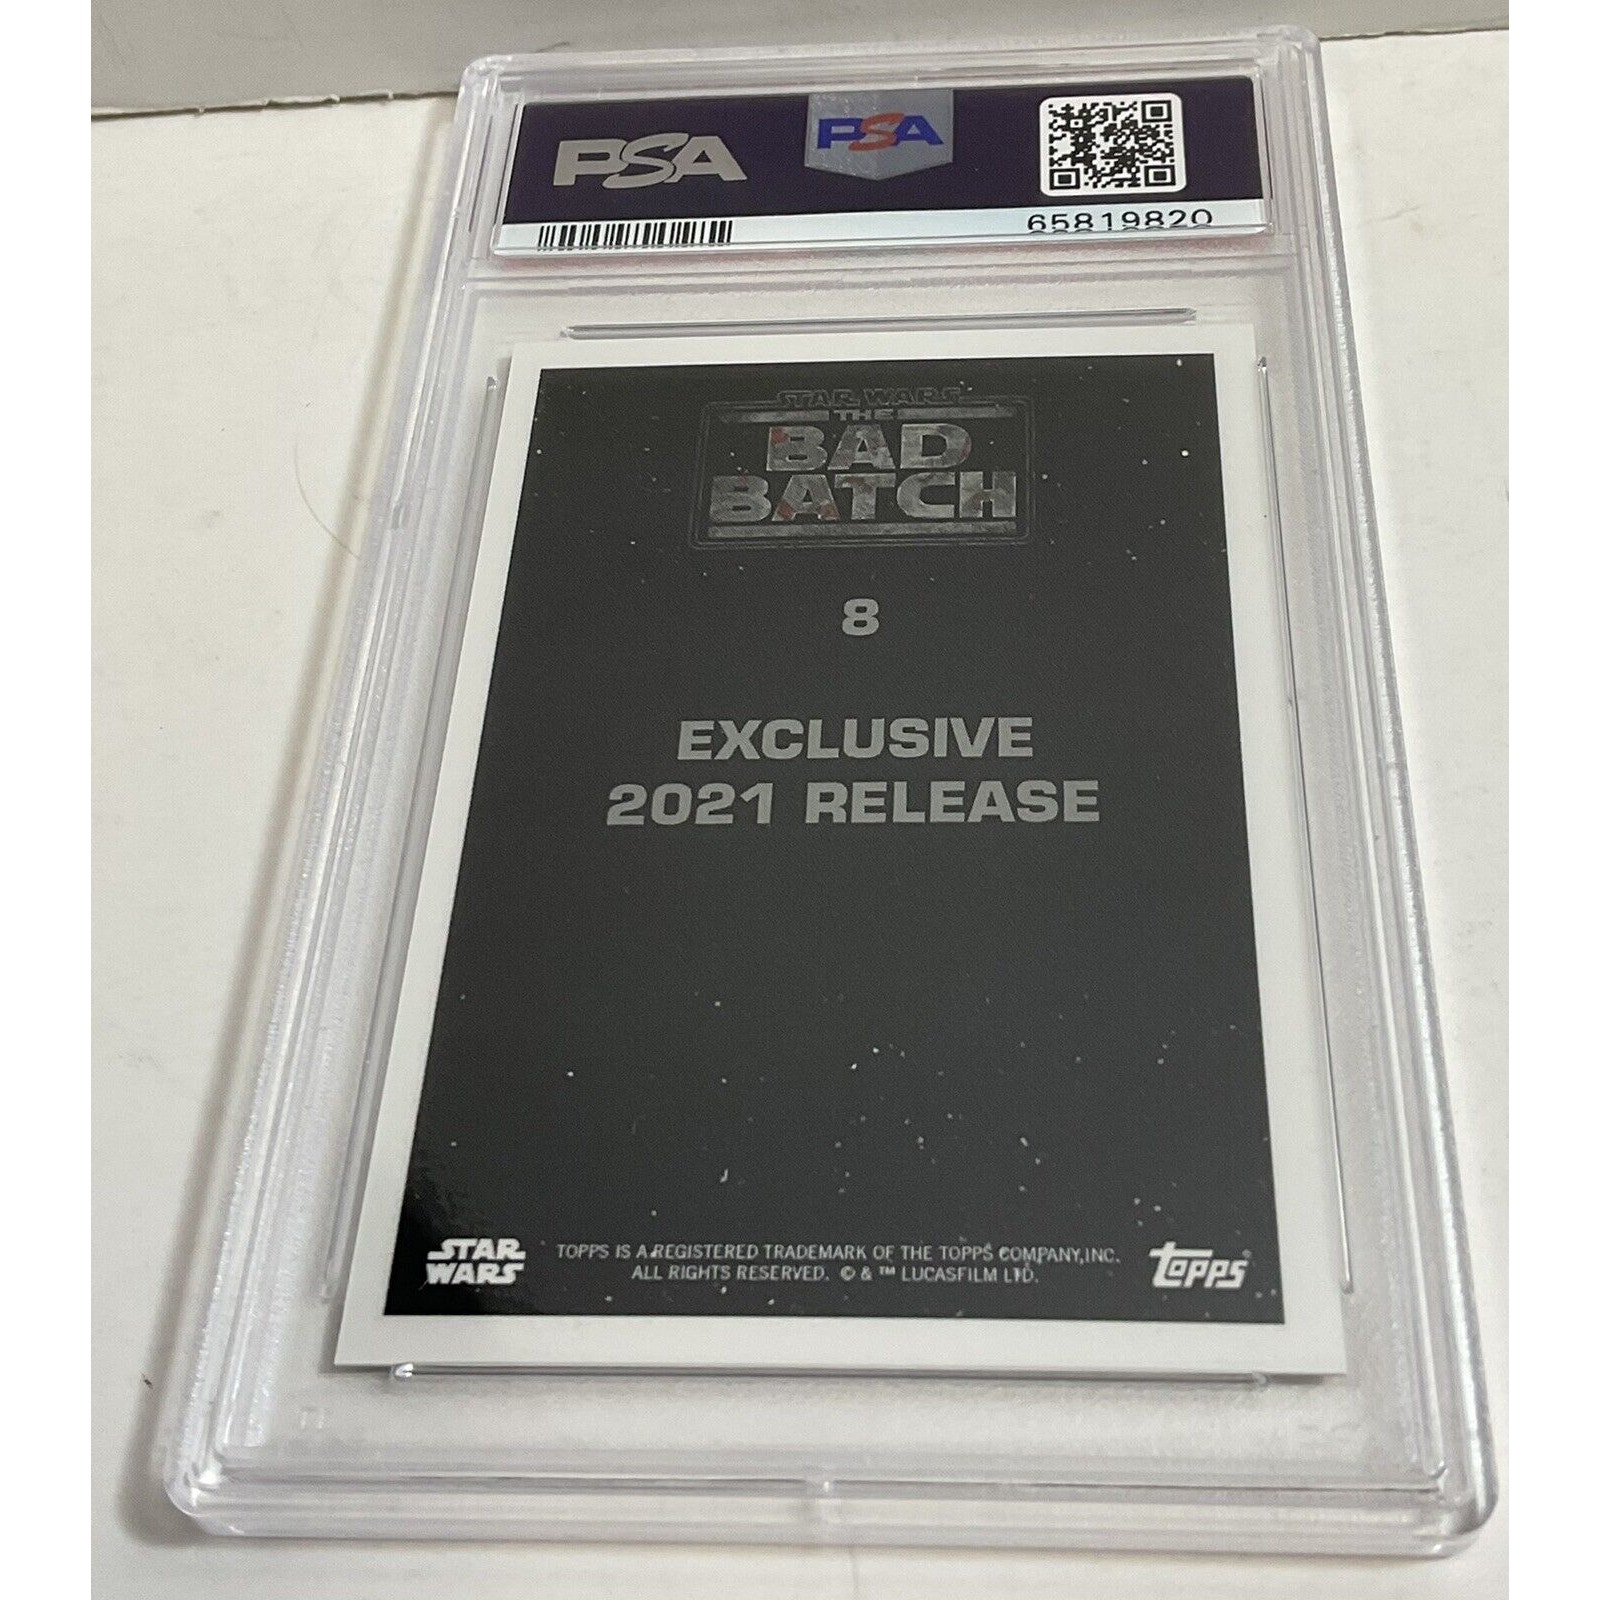 PSA
PSA
65819820
STAR WARS
THE
BAD
BATCH
8
EXCLUSIVE
2021 RELEASE
STAR
WARS
TOPPS IS A REGISTERED TRADEMARK OF THE TOPPS COMPANY, INC.
ALL RIGHTS RESERVED. © & ™ LUCASFILM LTD.
topps®